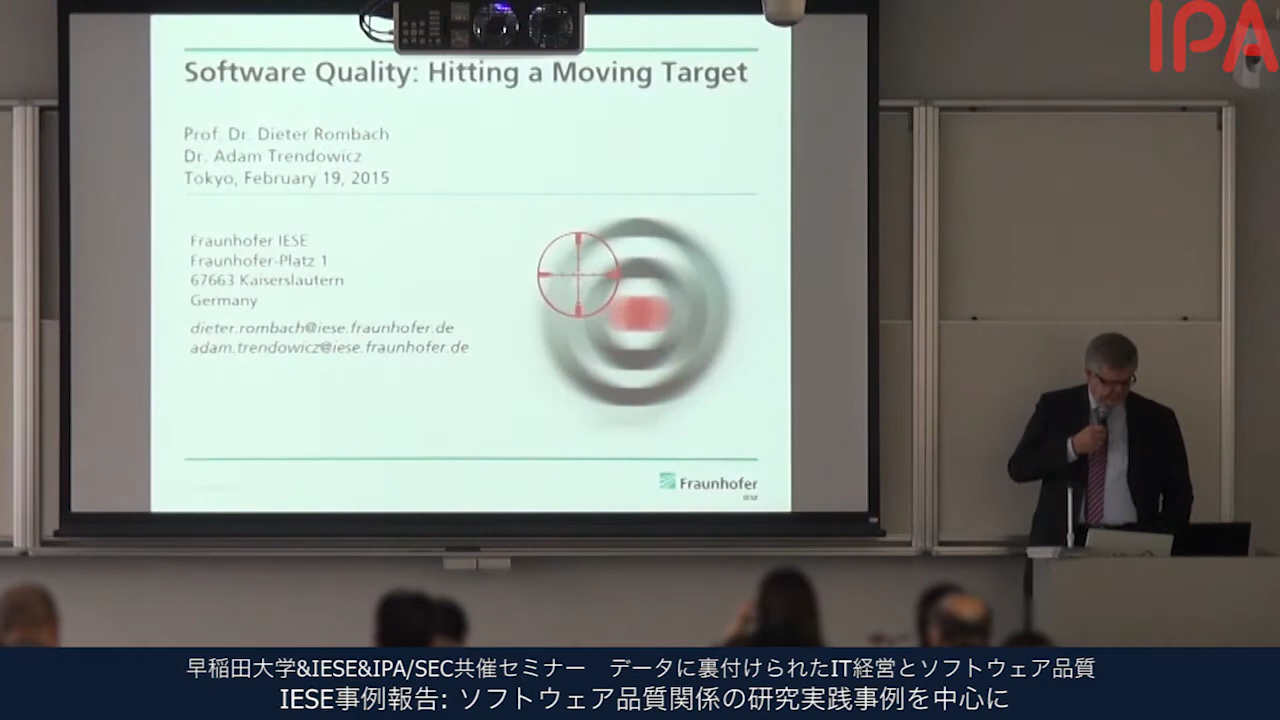 IPA
Software Quality: Hitting a Moving Target
Prof. Dr. Dieter Rombach
Dr. Adam Trendowicz
Tokyo, February 19, 2015
Fraunhofer IESE
Fraunhofer-Platz 1
67663 Kaiserslautern
Germany
dieter.rombach@iese.fraunhofer.de
adam.trendowicz@iese.fraunhofer.de
Fraunhofer
IESE
早稲田大学&IESE&IPA/SEC共催セミナー　データに裏付けられたIT経営とソフトウェア品質
IESE事例報告: ソフトウェア品質関係の研究実践事例を中心に